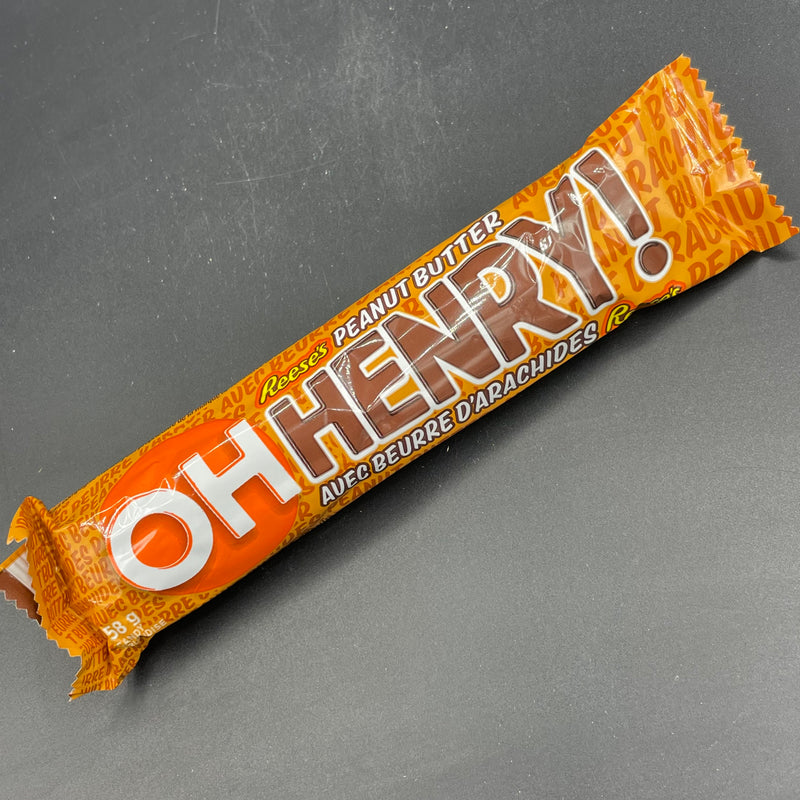 Reese's PEANUT BUTTER
OH HENRY!
AVEC BEURRE D'ARACHIDES Reese's
58 g